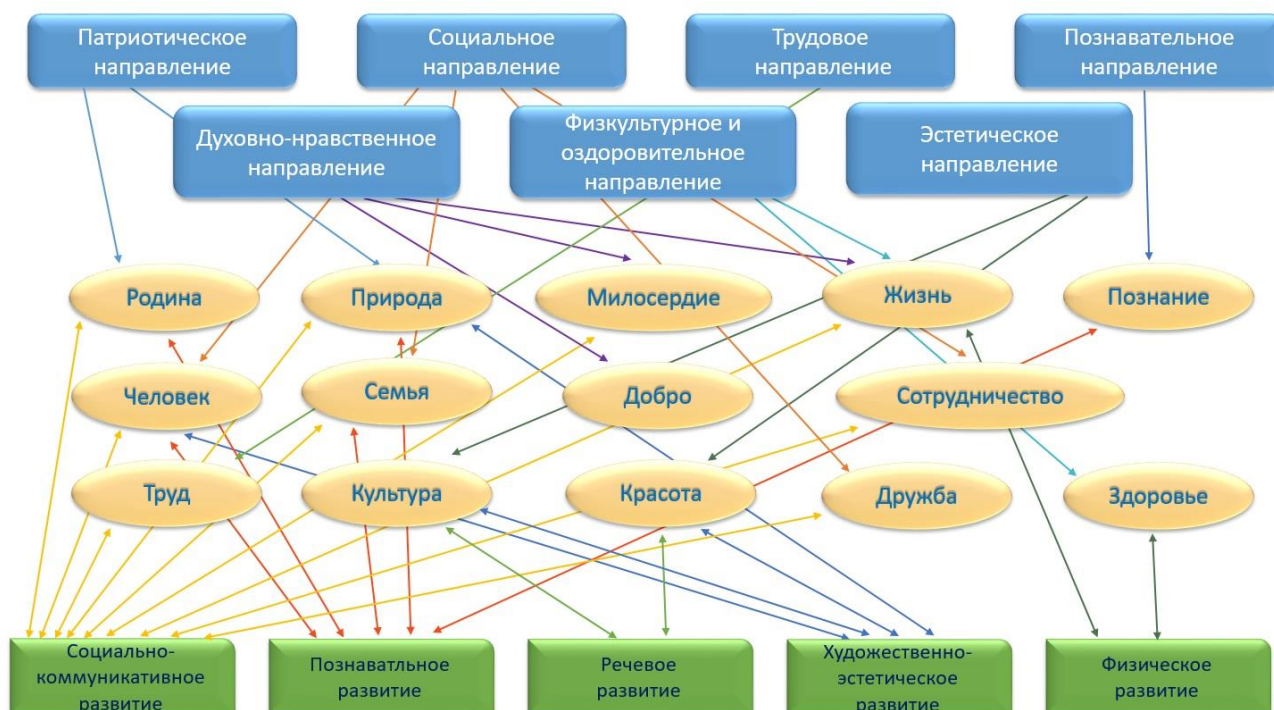 Патриотическое
направление
Социальное
направление
Трудовое
направление
Познавательное
направление
Духовно-нравственное
направление
Физкультурное и
оздоровительное
направление
Эстетическое
направление
Родина
Природа
Милосердие
Жизнь
Познание
Человек
Семья
Добро
Сотрудничество
Труд
Культура
Красота
Дружба
Здоровье
Социально-
коммуникативное
развитие
Познаватльное
развитие
Речевое
развитие
Художественно-
эстетическое
развитие
Физическое
развитие